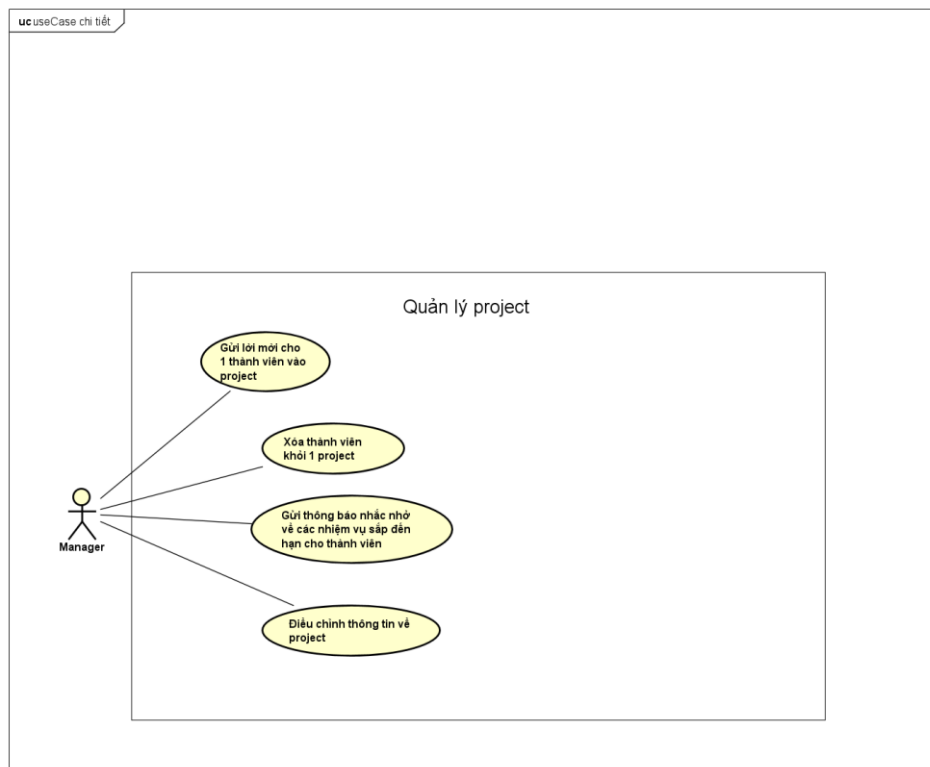 uc useCase chi tiết
Quản lý project
Gửi lời mời cho
1 thành viên vào
project
Xóa thành viên
khỏi 1 project
Gửi thông báo nhắc nhở
về các nhiệm vụ sắp đến
hạn cho thành viên
Manager
Điều chỉnh thông tin về
project